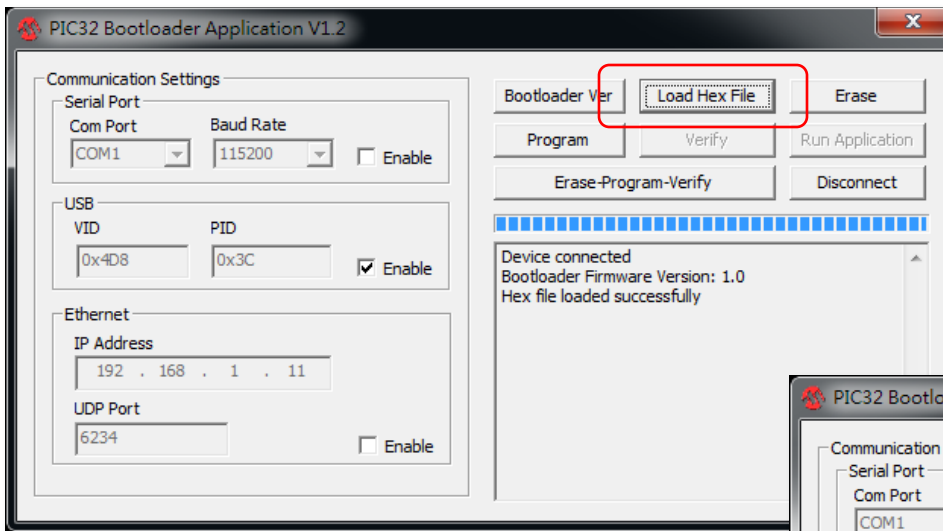 PIC32 Bootloader Application V1.2
Communication Settings
Serial Port
Com Port Baud Rate
COM1 115200 Enable
USB
VID PID
0x4D8 0x3C Enable
Ethernet
IP Address
192 . 168 . 1 . 11
UDP Port
6234 Enable
Bootloader Ver Load Hex File Erase
Program Verify Run Application
Erase-Program-Verify Disconnect
Device connected
Bootloader Firmware Version: 1.0
Hex file loaded successfully
PIC32 Bootlo
Communication
Serial Port
Com Port
COM1